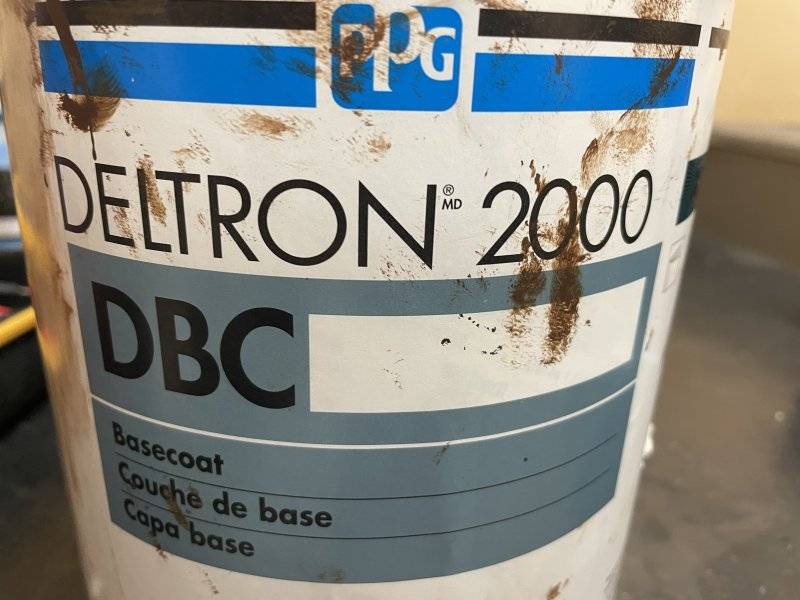 PPG
DELTRON® MD 2000
DBC
Basecoat
Couche de base
Capa base